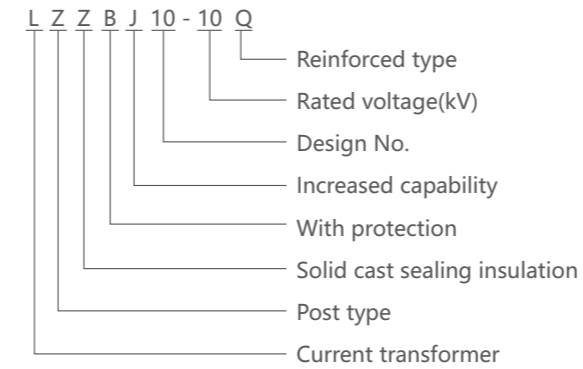 L Z Z B J 10 - 10 Q
Reinforced type
Rated voltage(kV)
Design No.
Increased capability
With protection
Solid cast sealing insulation
Post type
Current transformer